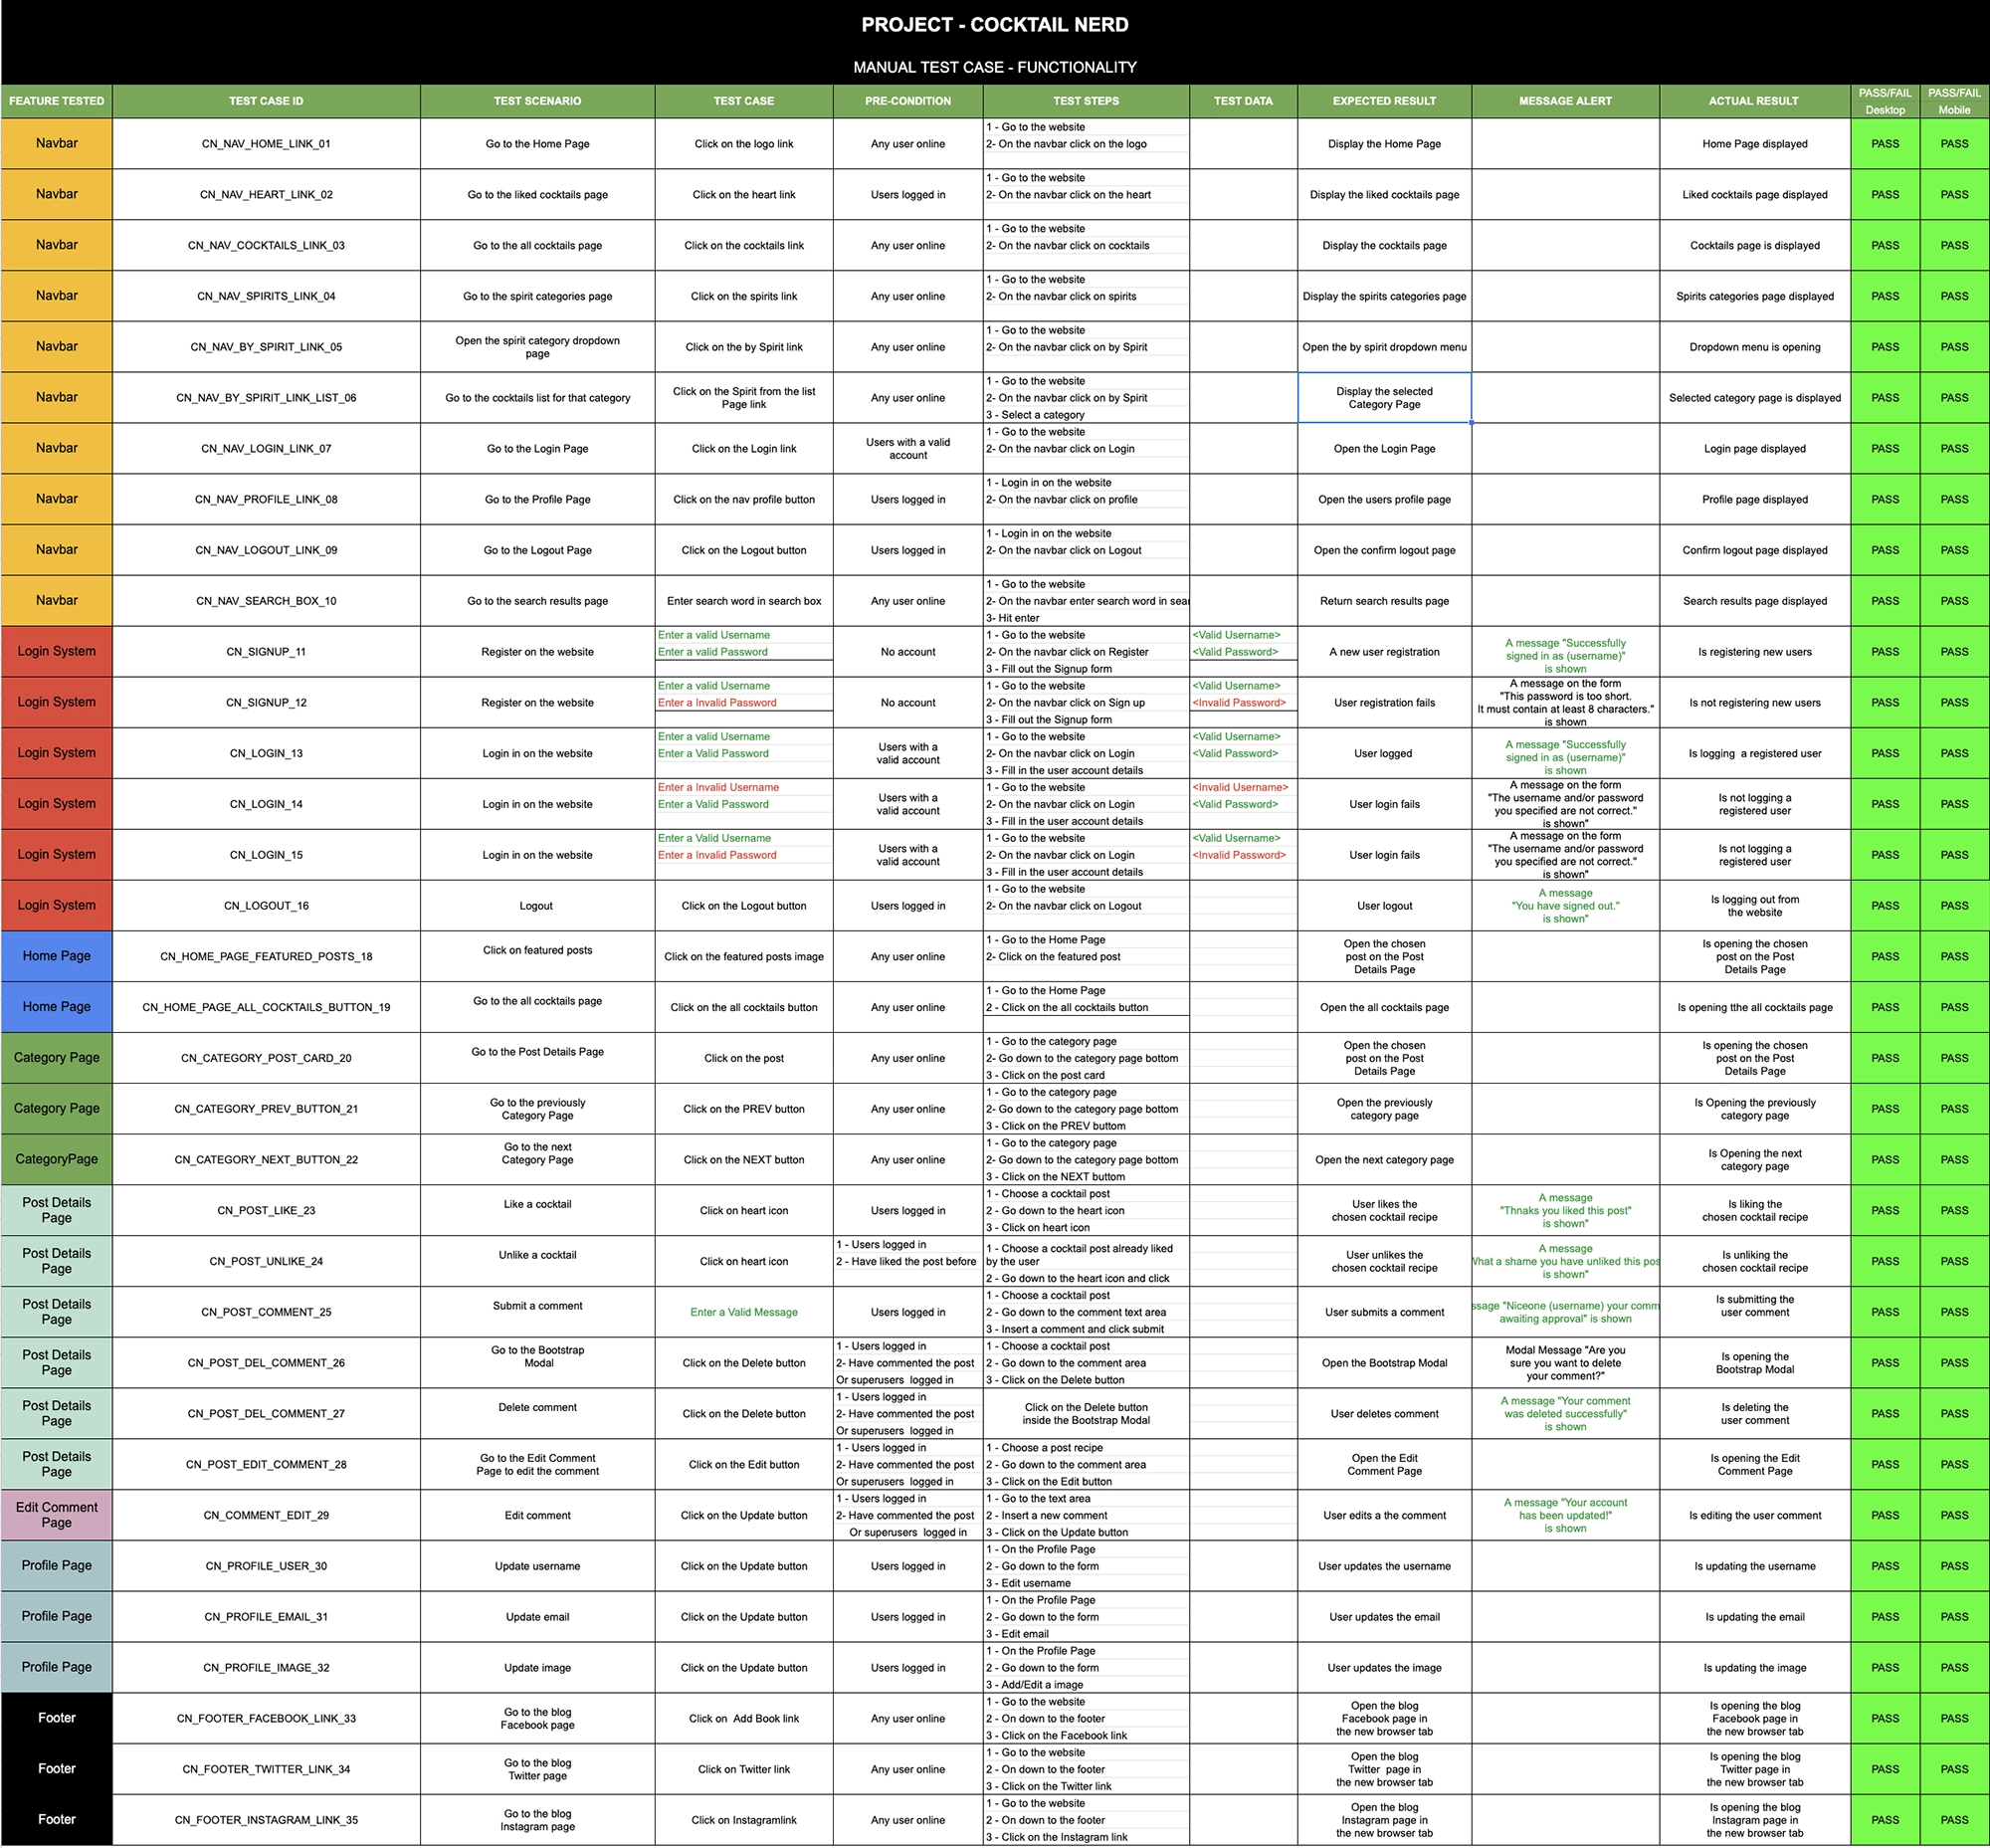 PROJECT - COCKTAIL NERD
MANUAL TEST CASE - FUNCTIONALITY
FEATURE TESTED TEST CASE ID TEST SCENARIO TEST CASE PRE-CONDITION TEST STEPS TEST DATA EXPECTED RESULT MESSAGE ALERT ACTUAL RESULT PASS/FAIL Desktop PASS/FAIL Mobile
Navbar CN_NAV_HOME_LINK_01 Go to the Home Page Click on the logo link Any user online 1 - Go to the website 2- On the navbar click on the logo Display the Home Page Home Page displayed PASS PASS
Navbar CN_NAV_HEART_LINK_02 Go to the liked cocktails page Click on the heart link Users logged in 1 - Go to the website 2- On the navbar click on the heart Display the liked cocktails page Liked cocktails page displayed PASS PASS
Navbar CN_NAV_COCKTAILS_LINK_03 Go to the all cocktails page Click on the cocktails link Any user online 1 - Go to the website 2- On the navbar click on cocktails Display the cocktails page Cocktails page is displayed PASS PASS
Navbar CN_NAV_SPIRITS_LINK_04 Go to the spirit categories page Click on the spirits link Any user online 1 - Go to the website 2- On the navbar click on spirits Display the spirits categories page Spirits categories page displayed PASS PASS
Navbar CN_NAV_BY_SPIRIT_LINK_05 Open the spirit category dropdown page Click on the by Spirit link Any user online 1 - Go to the website 2- On the navbar click on by Spirit Open the by spirit dropdown menu Dropdown menu is opening PASS PASS
Navbar CN_NAV_BY_SPIRIT_LINK_LIST_06 Go to the cocktails list for that category Click on the Spirit from the list Page link Any user online 1 - Go to the website 2- On the navbar click on by Spirit 3 - Select a category Display the selected Category Page Selected category page is displayed PASS PASS
Navbar CN_NAV_LOGIN_LINK_07 Go to the Login Page Click on the Login link Users with a valid account 1 - Go to the website 2- On the navbar click on Login Open the Login Page Login page displayed PASS PASS
Navbar CN_NAV_PROFILE_LINK_08 Go to the Profile Page Click on the nav profile button Users logged in 1 - Login in on the website 2- On the navbar click on profile Open the users profile page Profile page displayed PASS PASS
Navbar CN_NAV_LOGOUT_LINK_09 Go to the Logout Page Click on the Logout button Users logged in 1 - Login in on the website 2- On the navbar click on Logout Open the confirm logout page Confirm logout page displayed PASS PASS
Navbar CN_NAV_SEARCH_BOX_10 Go to the search results page Enter search word in search box Any user online 1 - Go to the website 2- On the navbar enter search word in sear 3- Hit enter Return search results page Search results page displayed PASS PASS
Login System CN_SIGNUP_11 Register on the website Enter a valid Username Enter a valid Password No account 1 - Go to the website 2- On the navbar click on Register 3 - Fill out the Signup form <Valid Username> <Valid Password> A new user registration A message "Successfully signed in as (username)" is shown Is registering new users PASS PASS
Login System CN_SIGNUP_12 Register on the website Enter a valid Username Enter a Invalid Password No account 1 - Go to the website 2- On the navbar click on Sign up 3 - Fill out the Signup form <Valid Username> <Invalid Password> User registration fails A message on the form "This password is too short. It must contain at least 8 characters." is shown Is not registering new users PASS PASS
Login System CN_LOGIN_13 Login in on the website Enter a valid Username Enter a Valid Password Users with a valid account 1 - Go to the website 2- On the navbar click on Login 3 - Fill in the user account details <Valid Username> <Valid Password> User logged A message "Successfully signed in as (username)" is shown Is logging a registered user PASS PASS
Login System CN_LOGIN_14 Login in on the website Enter a Invalid Username Enter a Valid Password Users with a valid account 1 - Go to the website 2- On the navbar click on Login 3 - Fill in the user account details <Invalid Username> <Valid Password> User login fails A message on the form "The username and/or password you specified are not correct." is shown" Is not logging a registered user PASS PASS
Login System CN_LOGIN_15 Login in on the website Enter a Valid Username Enter a Invalid Password Users with a valid account 1 - Go to the website 2- On the navbar click on Login 3 - Fill in the user account details <Valid Username> <Invalid Password> User login fails A message on the form "The username and/or password you specified are not correct." is shown" Is not logging a registered user PASS PASS
Login System CN_LOGOUT_16 Logout Click on the Logout button Users logged in 1 - Go to the website 2- On the navbar click on Logout User logout A message "You have signed out." is shown" Is logging out from the website PASS PASS
Home Page CN_HOME_PAGE_FEATURED_POSTS_18 Click on featured posts Click on the featured posts image Any user online 1 - Go to the Home Page 2- Click on the featured post Open the chosen post on the Post Details Page Is opening the chosen post on the Post Details Page PASS PASS
Home Page CN_HOME_PAGE_ALL_COCKTAILS_BUTTON_19 Go to the all cocktails page Click on the all cocktails button Any user online 1 - Go to the Home Page 2 - Click on the all cocktails button Open the all cocktails page Is opening tthe all cocktails page PASS PASS
Category Page CN_CATEGORY_POST_CARD_20 Go to the Post Details Page Click on the post Any user online 1 - Go to the category page 2- Go down to the category page bottom 3 - Click on the post card Open the chosen post on the Post Details Page Is opening the chosen post on the Post Details Page PASS PASS
Category Page CN_CATEGORY_PREV_BUTTON_21 Go to the previously Category Page Click on the PREV button Any user online 1 - Go to the category page 2- Go down to the category page bottom 3 - Click on the PREV buttom Open the previously category page Is Opening the previously category page PASS PASS
CategoryPage CN_CATEGORY_NEXT_BUTTON_22 Go to the next Category Page Click on the NEXT button Any user online 1 - Go to the category page 2- Go down to the category page bottom 3 - Click on the NEXT buttom Open the next category page Is Opening the next category page PASS PASS
Post Details Page CN_POST_LIKE_23 Like a cocktail Click on heart icon Users logged in 1 - Choose a cocktail post 2 - Go down to the heart icon 3 - Click on heart icon User likes the chosen cocktail recipe A message "Thnaks you liked this post" is shown" Is liking the chosen cocktail recipe PASS PASS
Post Details Page CN_POST_UNLIKE_24 Unlike a cocktail Click on heart icon 1 - Users logged in 2 - Have liked the post before 1 - Choose a cocktail post already liked by the user 2 - Go down to the heart icon and click User unlikes the chosen cocktail recipe A message What a shame you have unliked this pos is shown" Is unliking the chosen cocktail recipe PASS PASS
Post Details Page CN_POST_COMMENT_25 Submit a comment Enter a Valid Message Users logged in 1 - Choose a cocktail post 2 - Go down to the comment text area 3 - Insert a comment and click submit User submits a comment ssage "Niceone (username) your comm awaiting approval" is shown Is submitting the user comment PASS PASS
Post Details Page CN_POST_DEL_COMMENT_26 Go to the Bootstrap Modal Click on the Delete button 1 - Users logged in 2- Have commented the post Or superusers logged in 1 - Choose a cocktail post 2 - Go down to the comment area 3 - Click on the Delete button Open the Bootstrap Modal Modal Message "Are you sure you want to delete your comment?" Is opening the Bootstrap Modal PASS PASS
Post Details Page CN_POST_DEL_COMMENT_27 Delete comment Click on the Delete button 1 - Users logged in 2- Have commented the post Or superusers logged in Click on the Delete button inside the Bootstrap Modal User deletes comment A message "Your comment was deleted successfully" is shown Is deleting the user comment PASS PASS
Post Details Page CN_POST_EDIT_COMMENT_28 Go to the Edit Comment Page to edit the comment Click on the Edit button 1 - Users logged in 2- Have commented the post Or superusers logged in 1 - Choose a post recipe 2 - Go down to the comment area 3 - Click on the Edit button Open the Edit Comment Page Is opening the Edit Comment Page PASS PASS
Edit Comment Page CN_COMMENT_EDIT_29 Edit comment Click on the Update button 1 - Users logged in 2- Have commented the post Or superusers logged in 1 - Go to the text area 2 - Insert a new comment 3 - Click on the Update button User edits a the comment A message "Your account has been updated!" is shown Is editing the user comment PASS PASS
Profile Page CN_PROFILE_USER_30 Update username Click on the Update button Users logged in 1 - On the Profile Page 2 - Go down to the form 3 - Edit username User updates the username Is updating the username PASS PASS
Profile Page CN_PROFILE_EMAIL_31 Update email Click on the Update button Users logged in 1 - On the Profile Page 2 - Go down to the form 3 - Edit email User updates the email Is updating the email PASS PASS
Profile Page CN_PROFILE_IMAGE_32 Update image Click on the Update button Users logged in 1 - On the Profile Page 2 - Go down to the form 3 - Add/Edit a image User updates the image Is updating the image PASS PASS
Footer CN_FOOTER_FACEBOOK_LINK_33 Go to the blog Facebook page Click on Add Book link Any user online 1 - Go to the website 2 - On down to the footer 3 - Click on the Facebook link Open the blog Facebook page in the new browser tab Is opening the blog Facebook page in the new browser tab PASS PASS
Footer CN_FOOTER_TWITTER_LINK_34 Go to the blog Twitter page Click on Twitter link Any user online 1 - Go to the website 2 - On down to the footer 3 - Click on the Twitter link Open the blog Twitter page in the new browser tab Is opening the blog Twitter page in the new browser tab PASS PASS
Footer CN_FOOTER_INSTAGRAM_LINK_35 Go to the blog Instagram page Click on Instagramlink Any user online 1 - Go to the website 2 - On down to the footer 3 - Click on the Instagram link Open the blog Instagram page in the new browser tab Is opening the blog Instagram page in the new browser tab PASS PASS